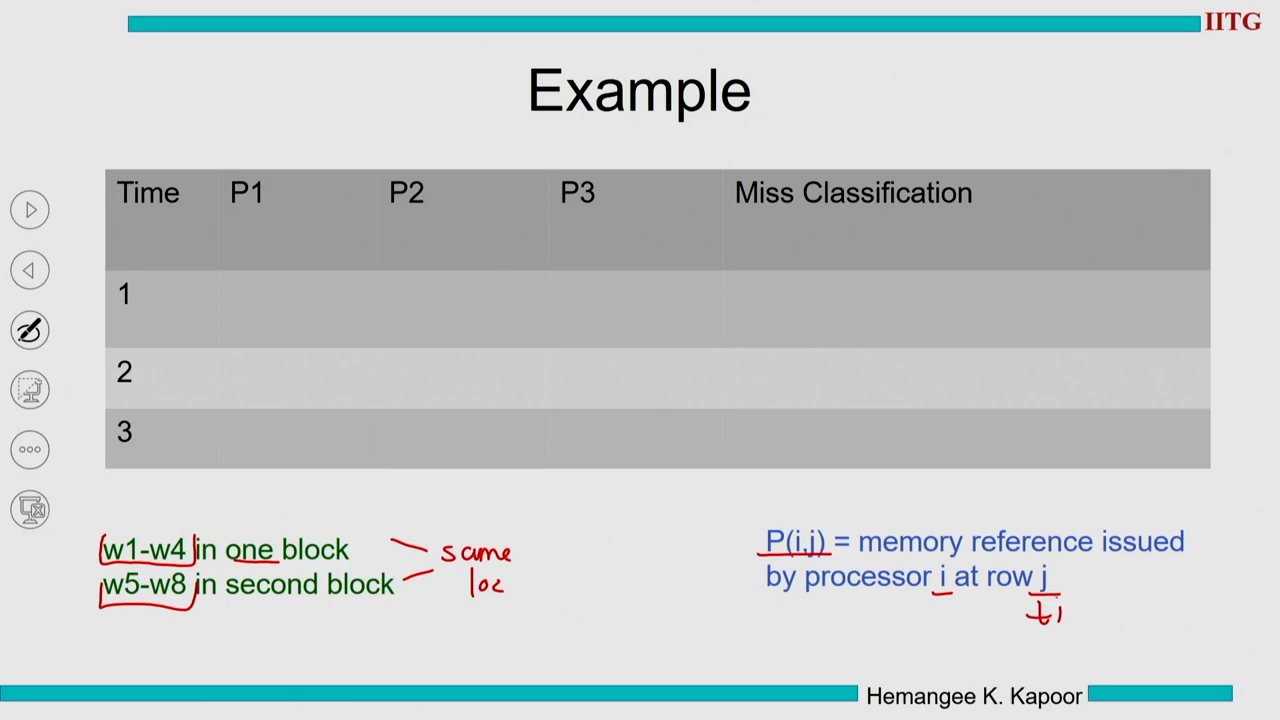 IITG
Example
Time P1 P2 P3 Miss Classification
1
2
3
w1-w4 in one block
w5-w8 in second block
same
loc
P(i,j) = memory reference issued
by processor i at row j
Hemangee K. Kapoor